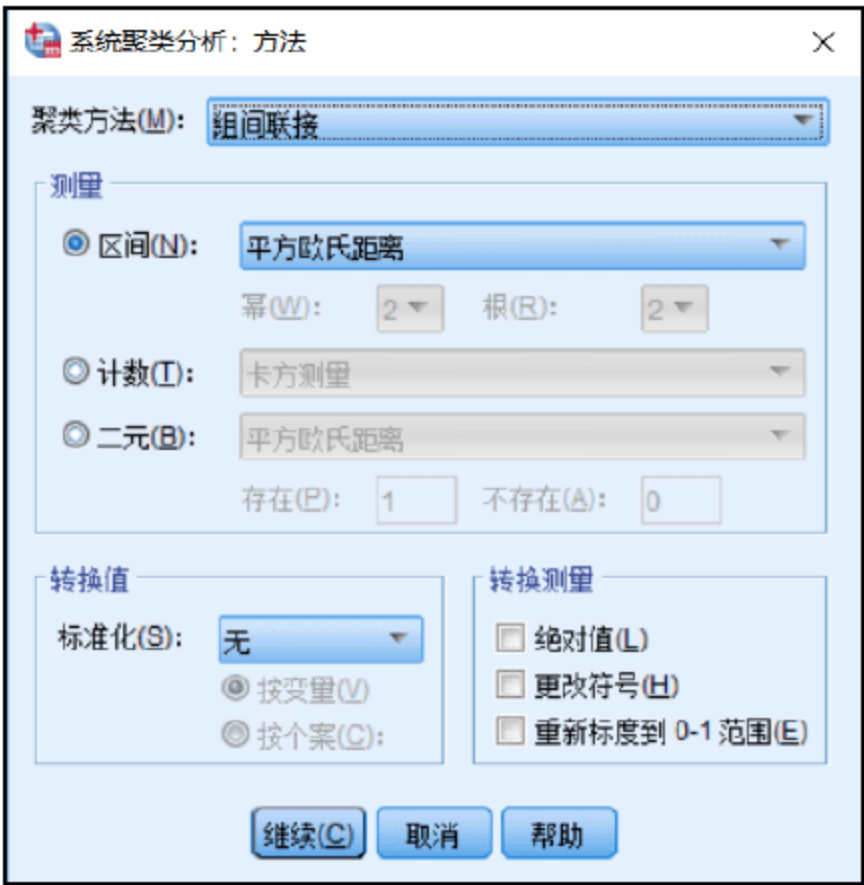 系统聚类分析：方法
聚类方法(M)： 组间联接
测量
区间(N)： 平方欧氏距离
幂(W)： 2 根(R)： 2
计数(T)： 卡方测量
二元(B)： 平方欧氏距离
存在(P)： 1 不存在(A)： 0
转换值
标准化(S)： 无
按变量(V)
按个案(C)：
转换测量
绝对值(L)
更改符号(H)
重新标度到 0-1 范围(E)
继续(C) 取消 帮助